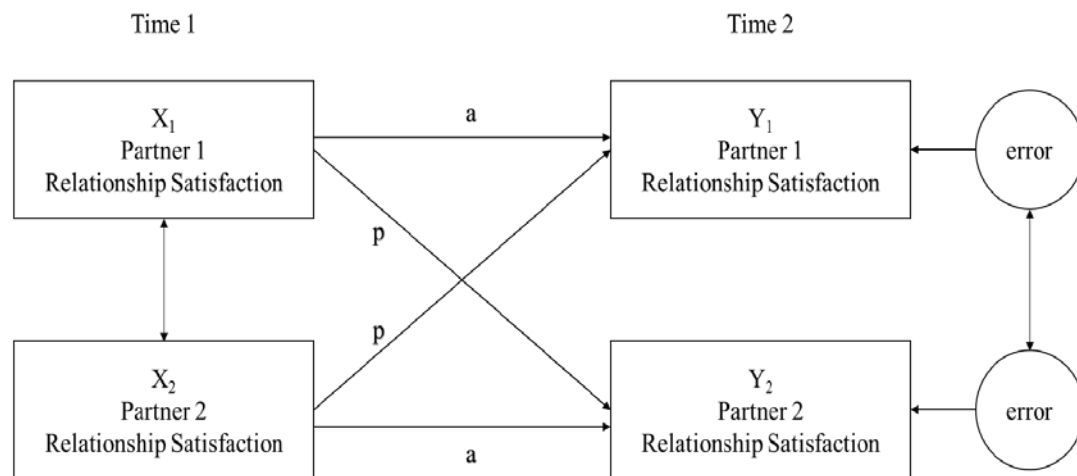 Time 1
Time 2
X₁
Partner 1
Relationship Satisfaction
a
Y₁
Partner 1
Relationship Satisfaction
error
p
p
X₂
Partner 2
Relationship Satisfaction
a
Y₂
Partner 2
Relationship Satisfaction
error